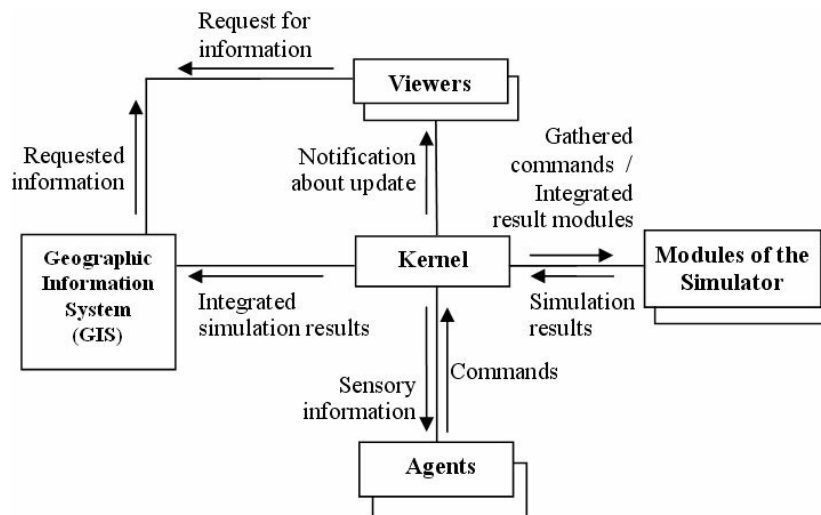 Request for
information
Viewers
Requested
information
Notification
about update
Gathered
commands /
Integrated
result modules
Geographic
Information
System
(GIS)
Kernel
Modules of the
Simulator
Integrated
simulation results
Simulation
results
Sensory
information
Commands
Agents